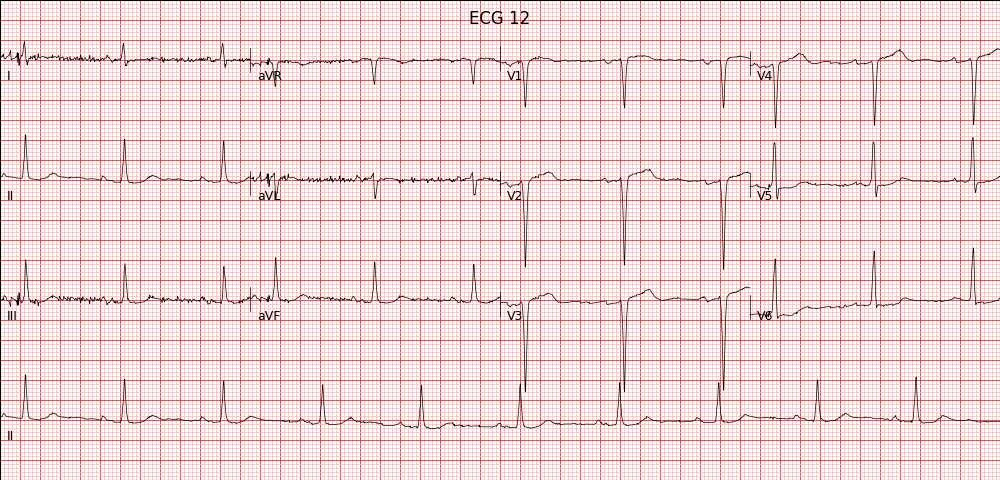 ECG 12
I aVR V1 V4
II aVL V2 V5
III aVF V3 V6
II